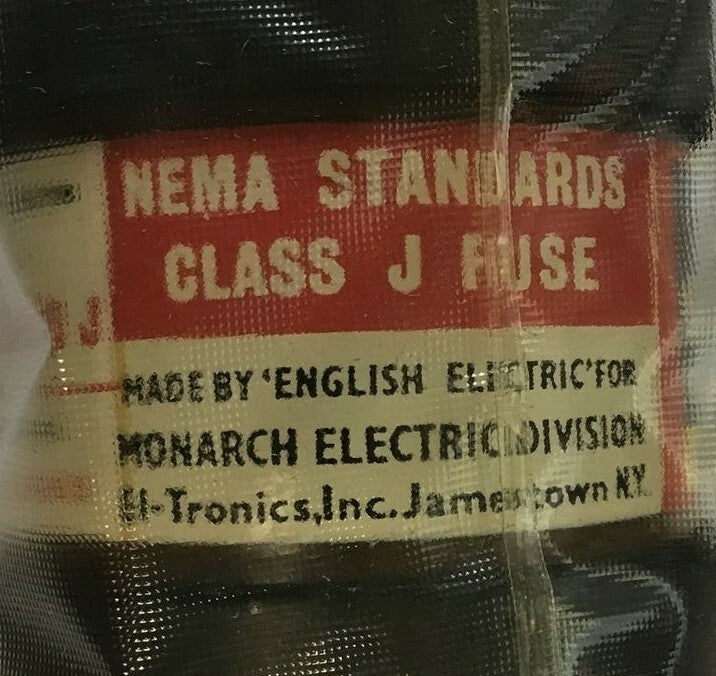 NEMA STANDARDS
CLASS J FUSE
MADE BY 'ENGLISH ELECTRIC' FOR
MONARCH ELECTRIC DIVISION
El-Tronics, Inc. Jamestown N.Y.